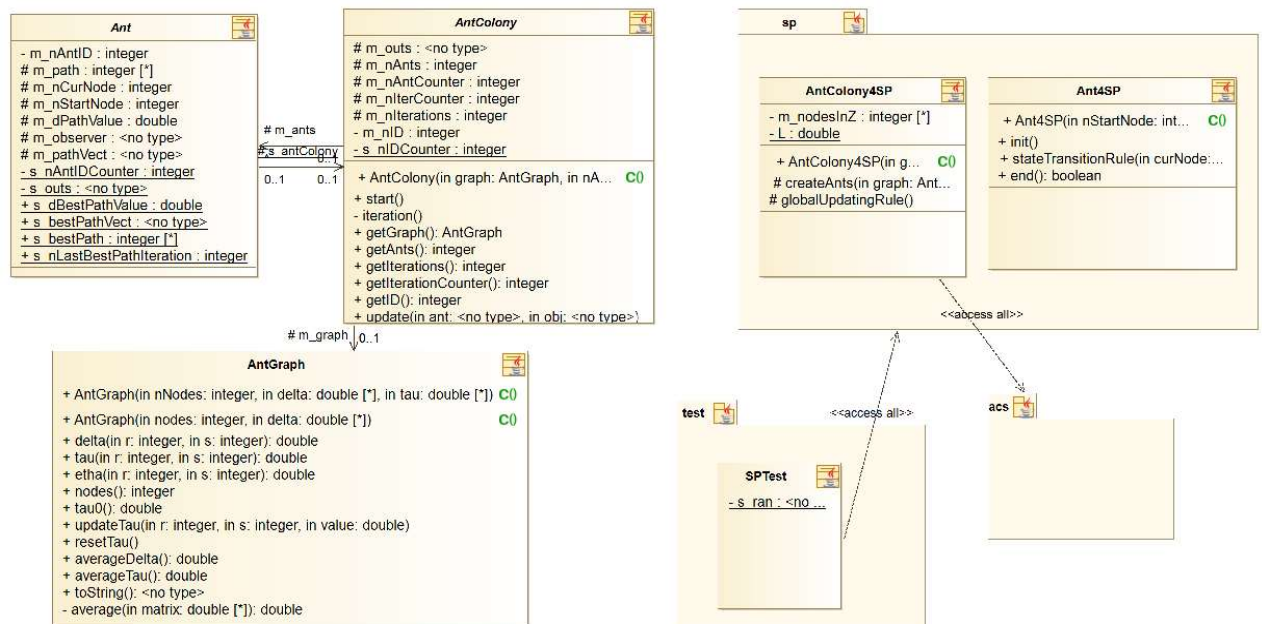 Ant
- m_nAntID : integer
# m_path : integer [*]
# m_nCurNode : integer
# m_nStartNode : integer
# m_dPathValue : double
# m_observer : <no type>
# m_pathVect : <no type>
- s_nAntIDCounter : integer
- s_outs : <no type>
+ s_dBestPathValue : double
+ s_bestPathVect : <no type>
+ s_bestPath : integer [*]
+ s_nLastBestPathIteration : integer
# m_ants
# s_antColony
0..1
0..1
0..1
AntColony
# m_outs : <no type>
# m_nAnts : integer
# m_nAntCounter : integer
# m_nIterCounter : integer
# m_nIterations : integer
- m_nID : integer
- s_nIDCounter : integer
+ AntColony(in graph: AntGraph, in nA... C()
+ start()
- iteration()
+ getGraph(): AntGraph
+ getAnts(): integer
+ getIterations(): integer
+ getIterationCounter(): integer
+ getID(): integer
+ update(in ant: <no type>, in obj: <no type>)
# m_graph
0..1
AntGraph
+ AntGraph(in nNodes: integer, in delta: double [*], in tau: double [*]) C()
+ AntGraph(in nodes: integer, in delta: double [*]) C()
+ delta(in r: integer, in s: integer): double
+ tau(in r: integer, in s: integer): double
+ etha(in r: integer, in s: integer): double
+ nodes(): integer
+ tau0(): double
+ updateTau(in r: integer, in s: integer, in value: double)
+ resetTau()
+ averageDelta(): double
+ averageTau(): double
+ toString(): <no type>
- average(in matrix: double [*]): double
sp
AntColony4SP
- m_nodesInZ : integer [*]
- L : double
+ AntColony4SP(in g... C()
# createAnts(in graph: Ant...
# globalUpdatingRule()
Ant4SP
+ Ant4SP(in nStartNode: int... C()
+ init()
+ stateTransitionRule(in curNode:...
+ end(): boolean
<<access all>>
<<access all>>
test
SPTest
- s_ran : <no ...
acs